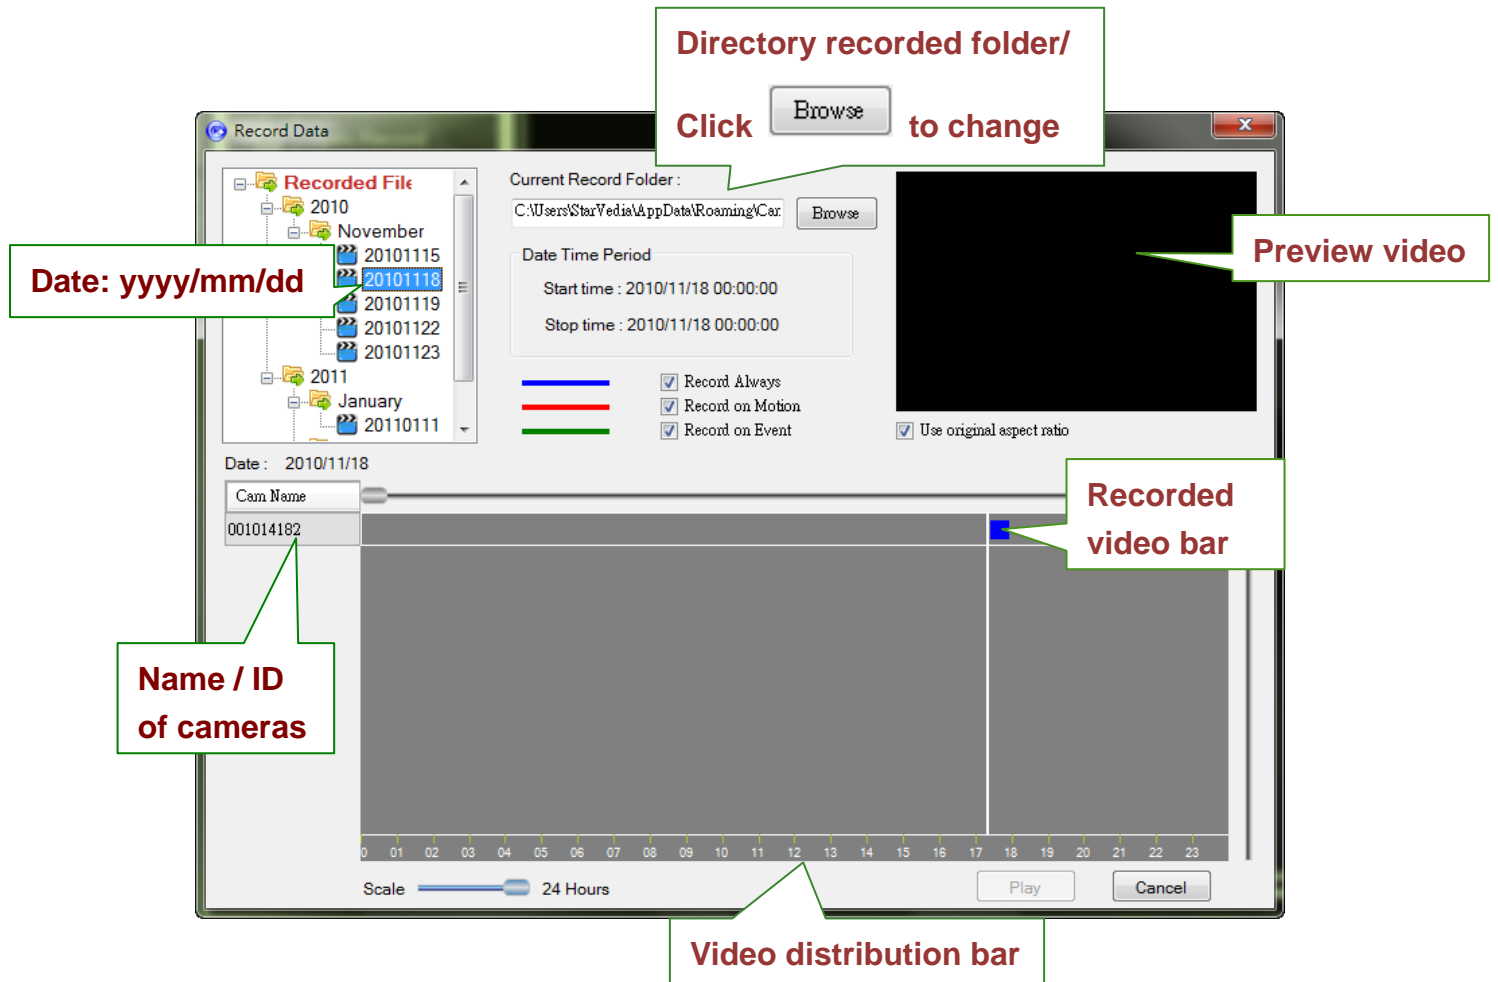 Directory recorded folder/
Click Browse to change
Record Data
Recorded File
2010
November
20101115
20101118
20101119
20101122
20101123
2011
January
20110111
Date: yyyy/mm/dd
Current Record Folder :
C:\Users\StarVedia\AppData\Roaming\Car
Browse
Date Time Period
Start time : 2010/11/18 00:00:00
Stop time : 2010/11/18 00:00:00
Record Always
Record on Motion
Record on Event
Preview video
Use original aspect ratio
Date : 2010/11/18
Cam Name
001014182
Recorded
video bar
Name / ID
of cameras
0 01 02 03 04 05 06 07 08 09 10 11 12 13 14 15 16 17 18 19 20 21 22 23
Scale 24 Hours
Play Cancel
Video distribution bar